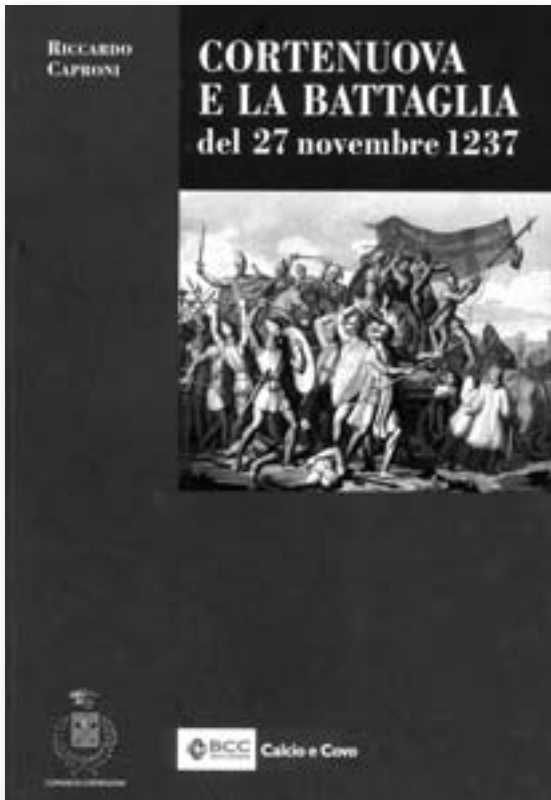 RICCARDO
CAPRONI
CORTENUOVA
E LA BATTAGLIA
del 27 novembre 1237
BCC
Calcio e Covo